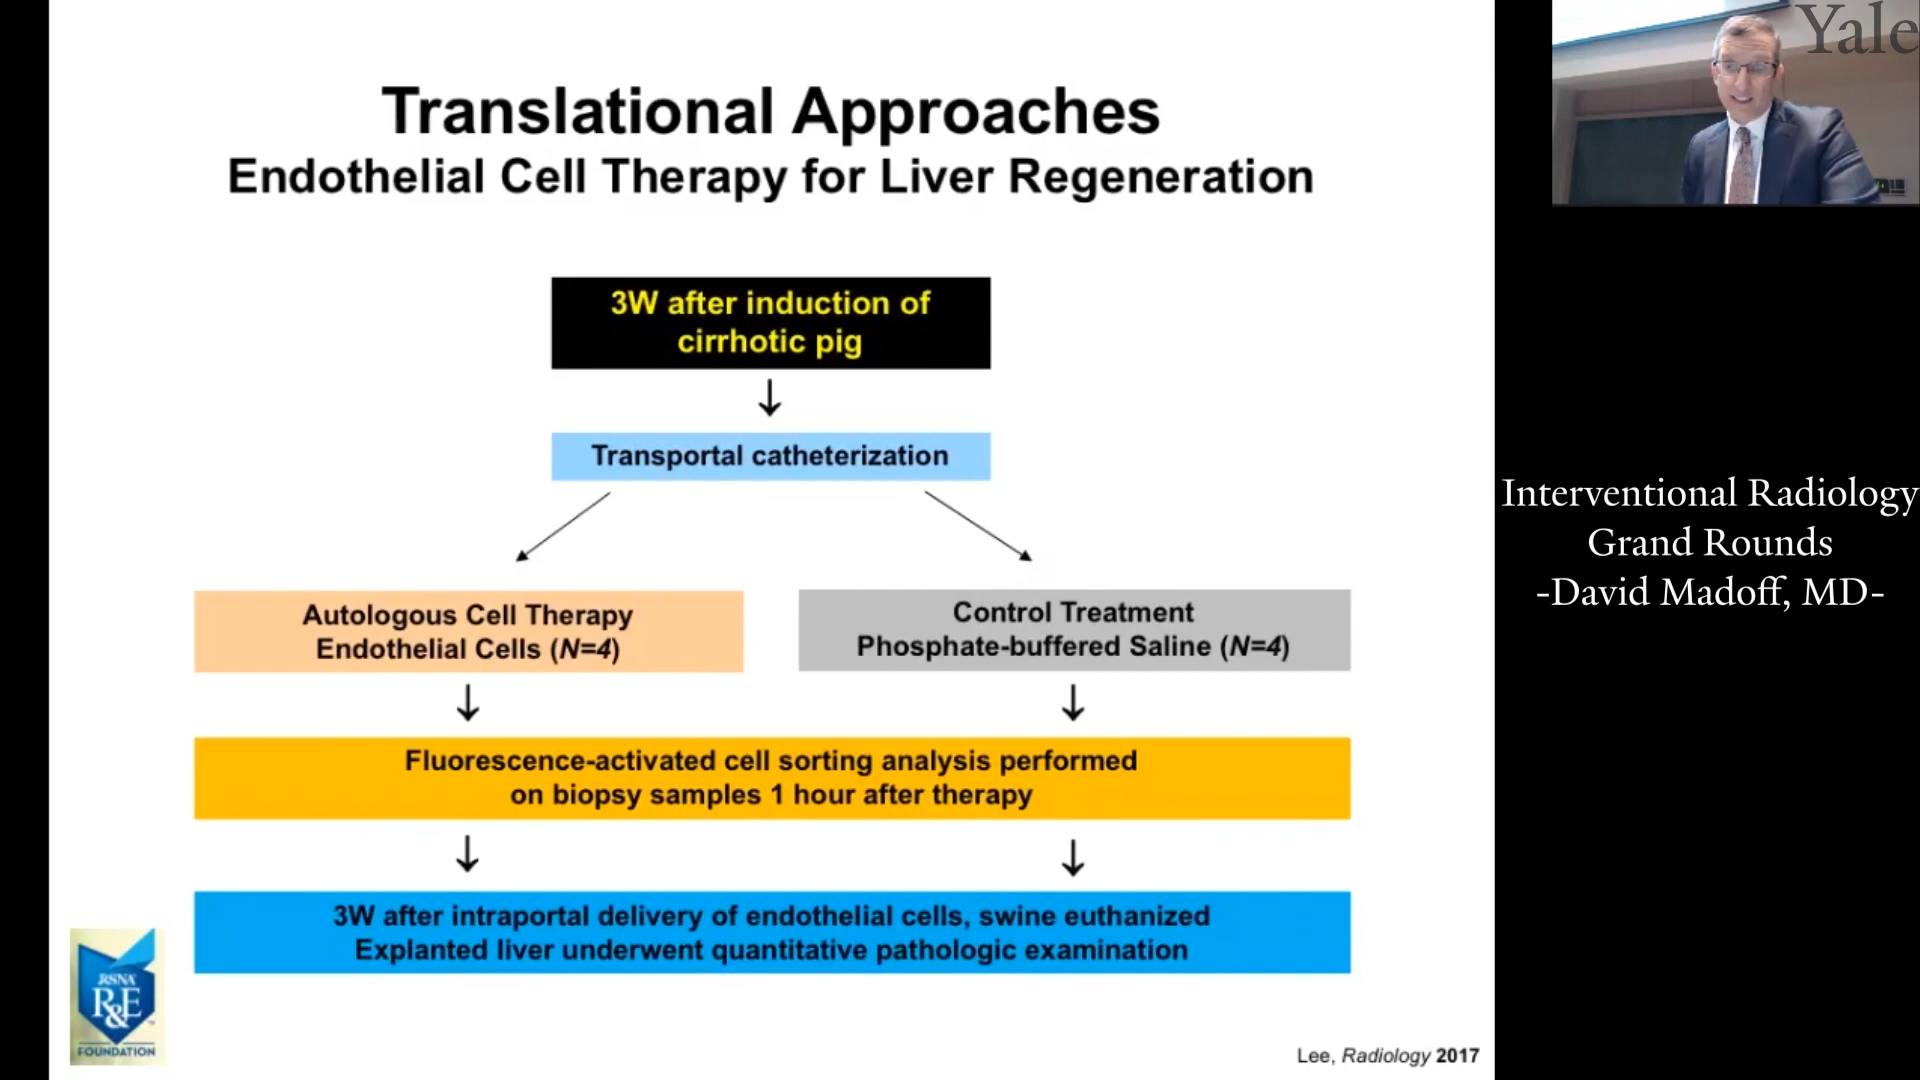 Translational Approaches
Endothelial Cell Therapy for Liver Regeneration
3W after induction of
cirrhotic pig
Transportal catheterization
Autologous Cell Therapy
Endothelial Cells (N=4)
Control Treatment
Phosphate-buffered Saline (N=4)
Fluorescence-activated cell sorting analysis performed
on biopsy samples 1 hour after therapy
3W after intraportal delivery of endothelial cells, swine euthanized
Explanted liver underwent quantitative pathologic examination
RSNA
R&E
FOUNDATION
Lee, Radiology 2017
Yale
Interventional Radiology
Grand Rounds
-David Madoff, MD-